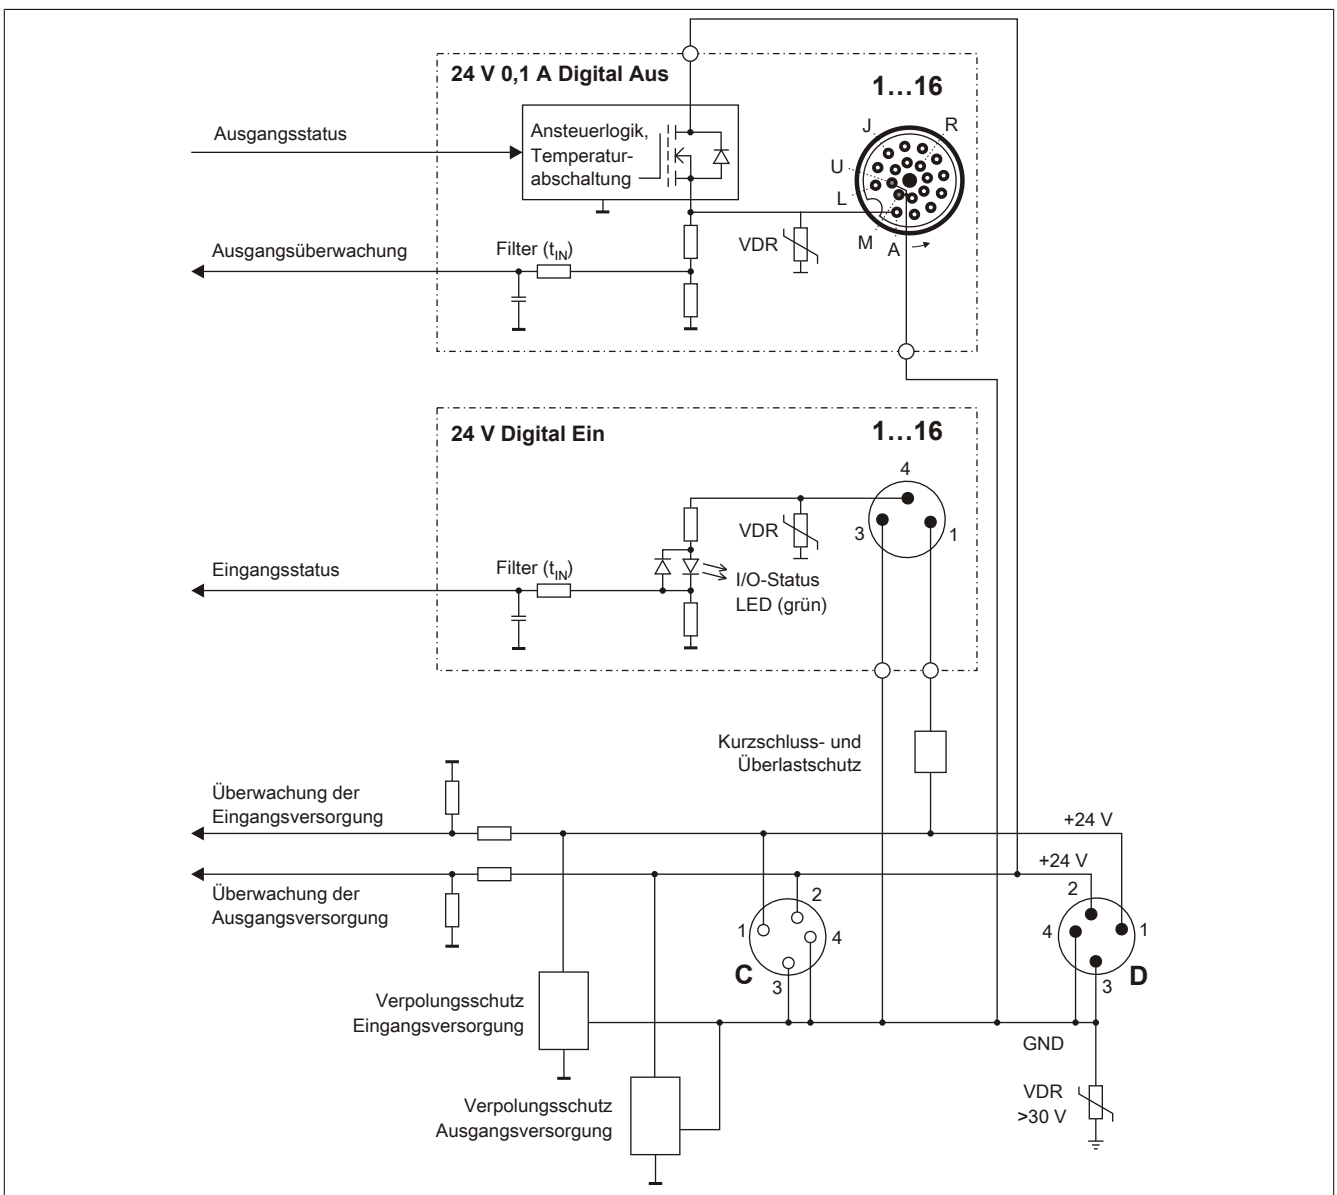 24 V 0,1 A Digital Aus
1…16
Ansteuerlogik,
Temperatur-
abschaltung
Ausgangsstatus
J
R
U
L
M
A
VDR
Ausgangsüberwachung
Filter (tIN)
24 V Digital Ein
1…16
4
3
1
VDR
Eingangsstatus
Filter (tIN)
I/O-Status
LED (grün)
Kurzschluss- und
Überlastschutz
Überwachung der
Eingangsversorgung
+24 V
+24 V
Überwachung der
Ausgangsversorgung
2
1
4
3
C
2
4
1
3
D
Verpolungsschutz
Eingangsversorgung
GND
VDR
>30 V
Verpolungsschutz
Ausgangsversorgung